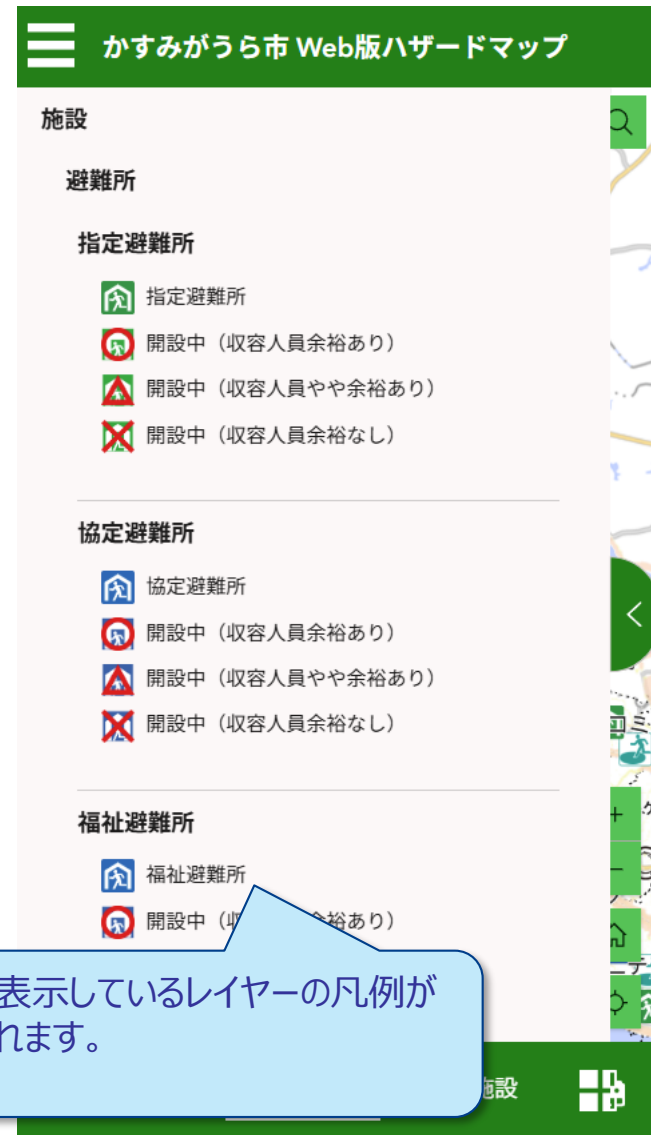 かすみがうら市 Web版ハザードマップ
施設
避難所
指定避難所
指定避難所
開設中（収容人員余裕あり）
開設中（収容人員やや余裕あり）
開設中（収容人員余裕なし）
協定避難所
協定避難所
開設中（収容人員余裕あり）
開設中（収容人員やや余裕あり）
開設中（収容人員余裕なし）
福祉避難所
福祉避難所
開設中（収 余裕あり）
表示しているレイヤーの凡例が
れます。
施設